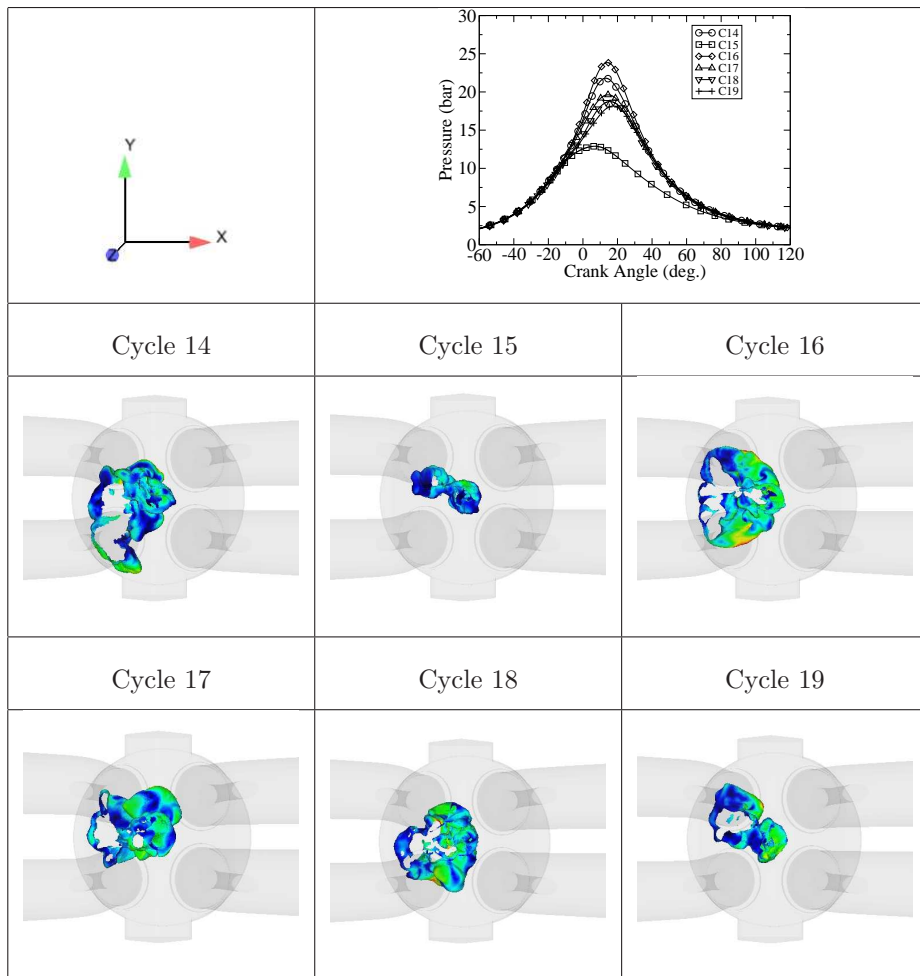 Y
X
Z
Pressure (bar)
30
25
20
15
10
5
0
C14
C15
C16
C17
C18
C19
-60 -40 -20 0 20 40 60 80 100 120
Crank Angle (deg.)
Cycle 14 Cycle 15 Cycle 16
Cycle 17 Cycle 18 Cycle 19